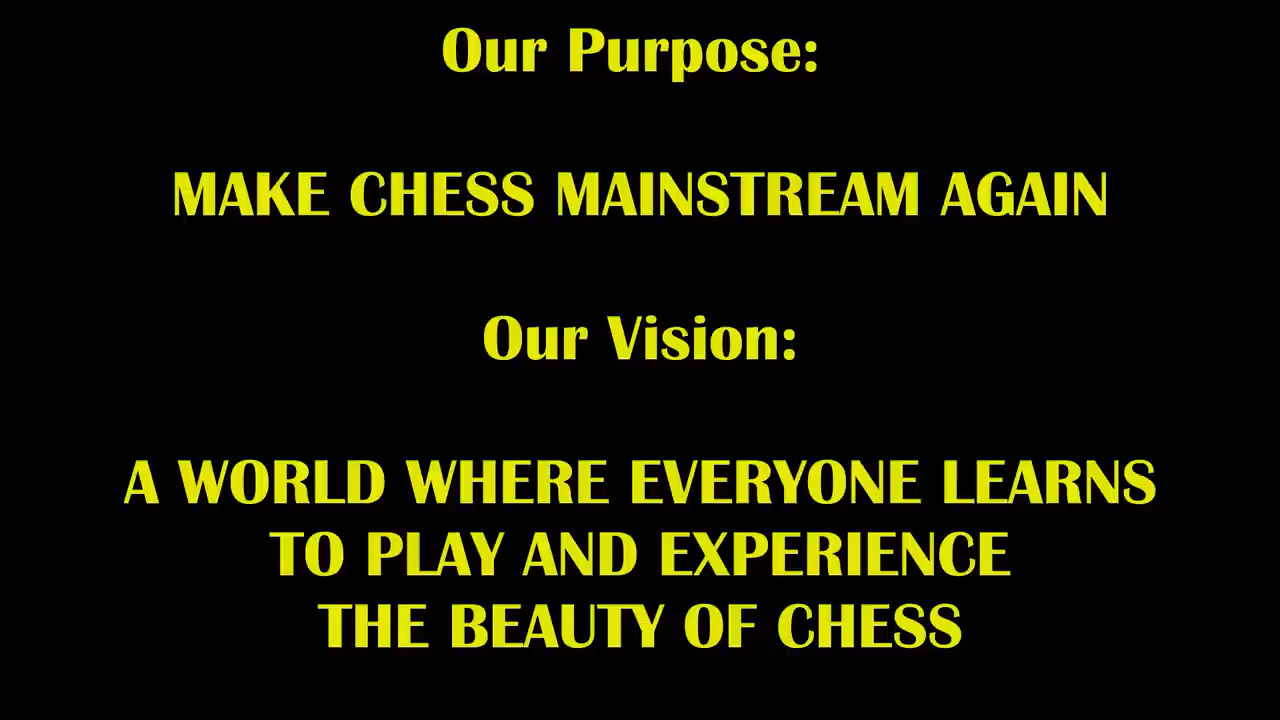 Our Purpose:
MAKE CHESS MAINSTREAM AGAIN
Our Vision:
A WORLD WHERE EVERYONE LEARNS
TO PLAY AND EXPERIENCE
THE BEAUTY OF CHESS